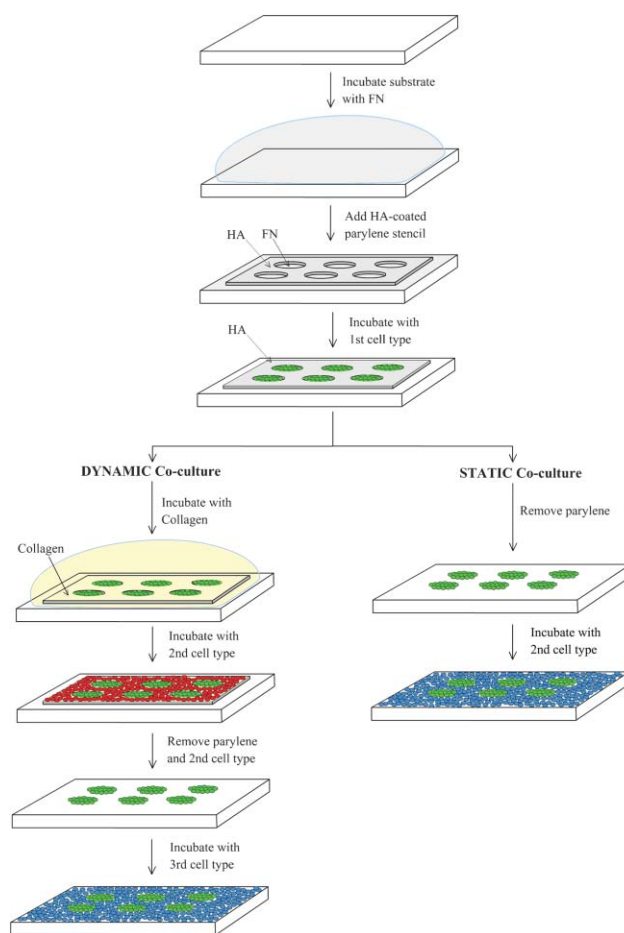 Incubate substrate
with FN
Add HA-coated
parylene stencil
HA
FN
Incubate with
1st cell type
HA
DYNAMIC Co-culture
Incubate with
Collagen
Collagen
Incubate with
2nd cell type
Remove parylene
and 2nd cell type
Incubate with
3rd cell type
STATIC Co-culture
Remove parylene
Incubate with
2nd cell type